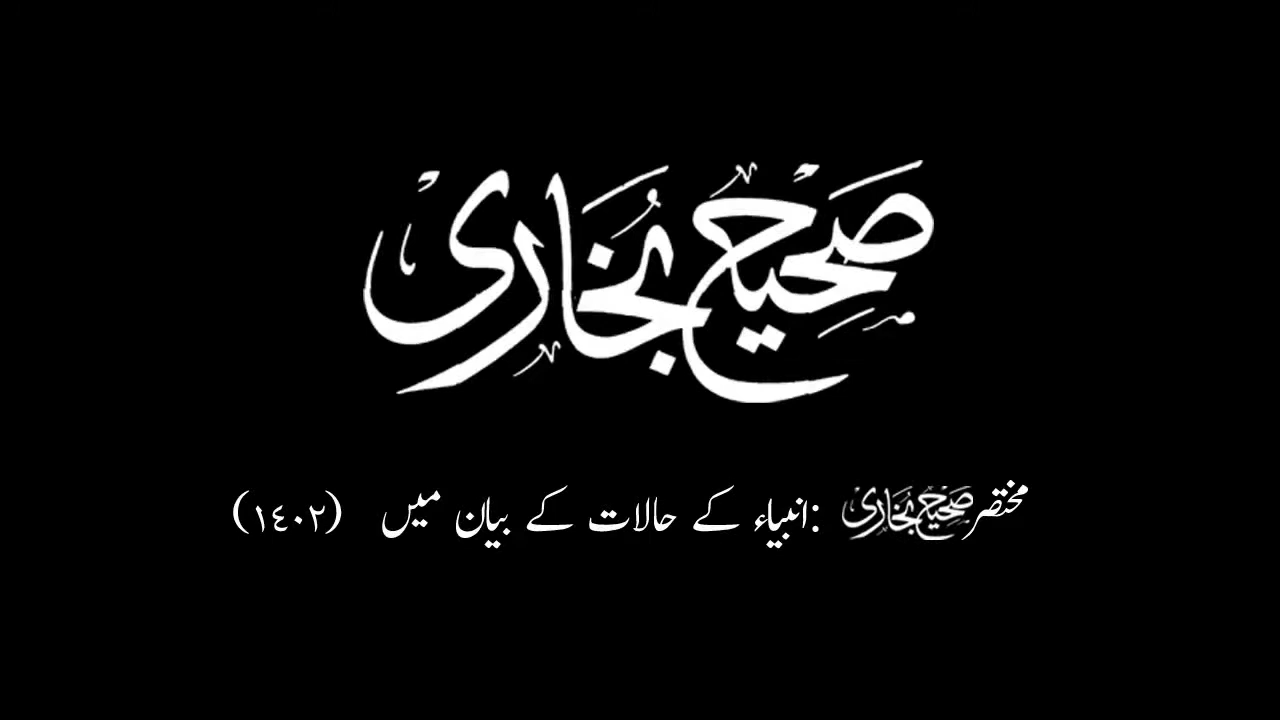 صحیح بخاری
مختصر صحیح بخاری :انبیاء کے حالات کے بیان میں (١٤٠٢)